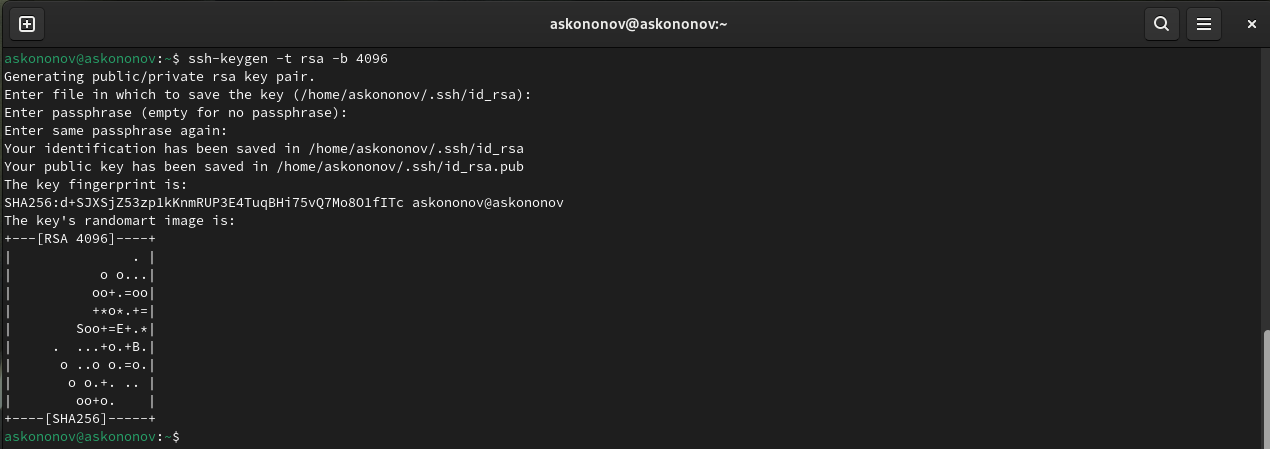 askononov@askononov:~
askononov@askononov:~$ ssh-keygen -t rsa -b 4096
Generating public/private rsa key pair.
Enter file in which to save the key (/home/askononov/.ssh/id_rsa):
Enter passphrase (empty for no passphrase):
Enter same passphrase again:
Your identification has been saved in /home/askononov/.ssh/id_rsa
Your public key has been saved in /home/askononov/.ssh/id_rsa.pub
The key fingerprint is:
SHA256:d+SJXSjZ53zp1kKnmRUP3E4TuqBHi75vQ7Mo8O1fITc askononov@askononov
The key's randomart image is:
+---[RSA 4096]----+
|               . |
|           o o...|
|          oo+.=oo|
|          +*o*.+=|
|        Soo+=E+.*|
|     .  ...+o.+B.|
|      o ..o o.=o.|
|       o o.+. .. |
|        oo+o.    |
+----[SHA256]-----+
askononov@askononov:~$